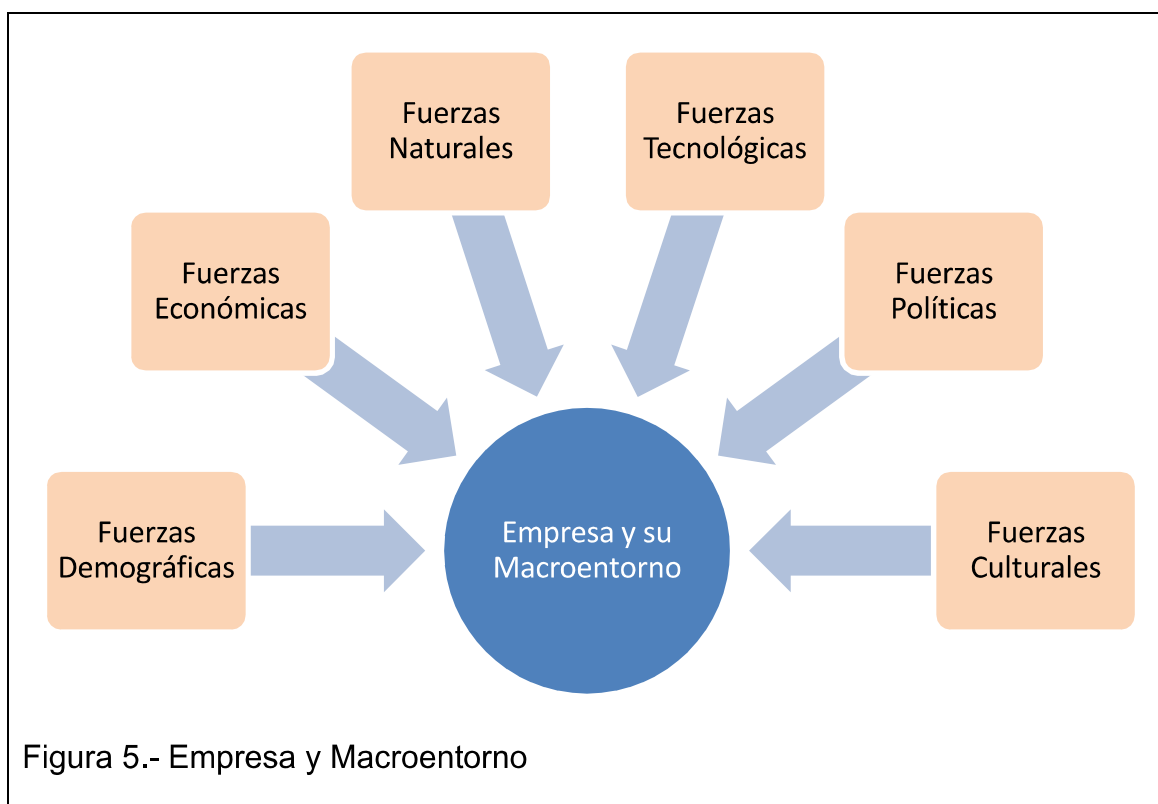 Fuerzas
Naturales
Fuerzas
Tecnológicas
Fuerzas
Económicas
Fuerzas
Políticas
Fuerzas
Demográficas
Empresa y su
Macroentorno
Fuerzas
Culturales
Figura 5.- Empresa y Macroentorno